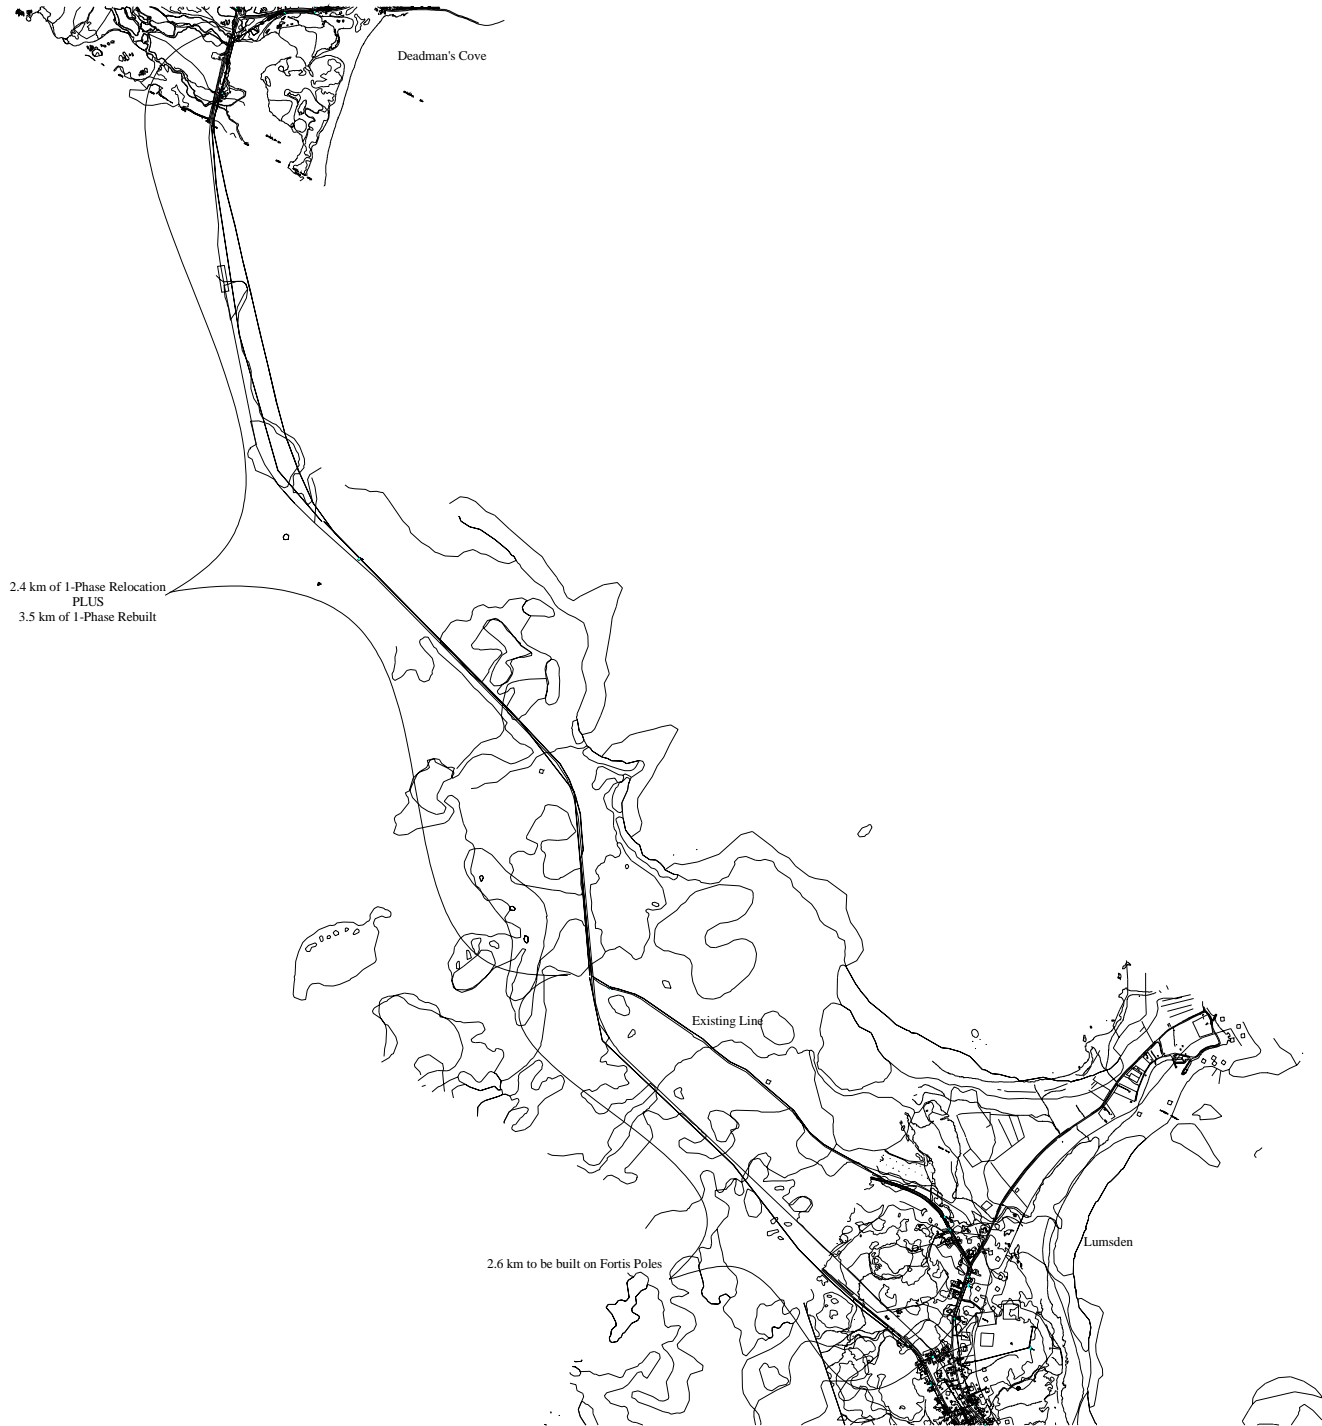 Deadman's Cove
2.4 km of 1-Phase Relocation
PLUS
3.5 km of 1-Phase Rebuilt
Existing Line
Lumsden
2.6 km to be built on Fortis Poles